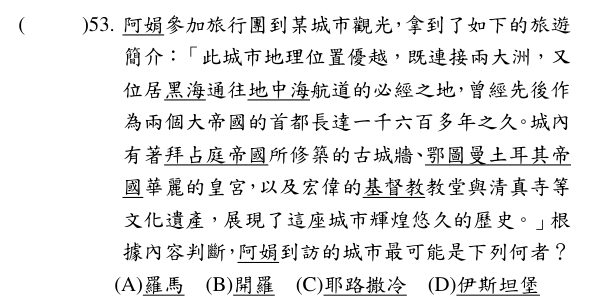 (　　)53. 阿娟參加旅行團到某城市觀光，拿到了如下的旅遊
簡介：「此城市地理位置優越，既連接兩大洲，又
位居黑海通往地中海航道的必經之地，曾經先後作
為兩個大帝國的首都長達一千六百多年之久。城內
有著拜占庭帝國所修築的古城牆、鄂圖曼土耳其帝
國華麗的皇宮，以及宏偉的基督教教堂與清真寺等
文化遺產，展現了這座城市輝煌悠久的歷史。」根
據內容判斷，阿娟到訪的城市最可能是下列何者？
(A)羅馬　(B)開羅　(C)耶路撒冷　(D)伊斯坦堡